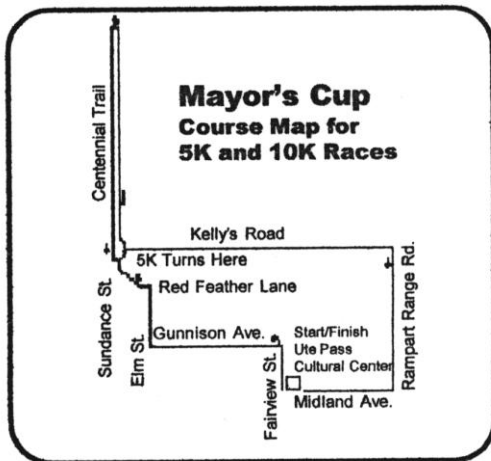 Mayor's Cup
Course Map for
5K and 10K Races
Centennial Trail
Kelly's Road
5K Turns Here
Red Feather Lane
Sundance St.
Elm St.
Gunnison Ave.
Fairview St.
Start/Finish
Ute Pass
Cultural Center
Midland Ave.
Rampart Range Rd.